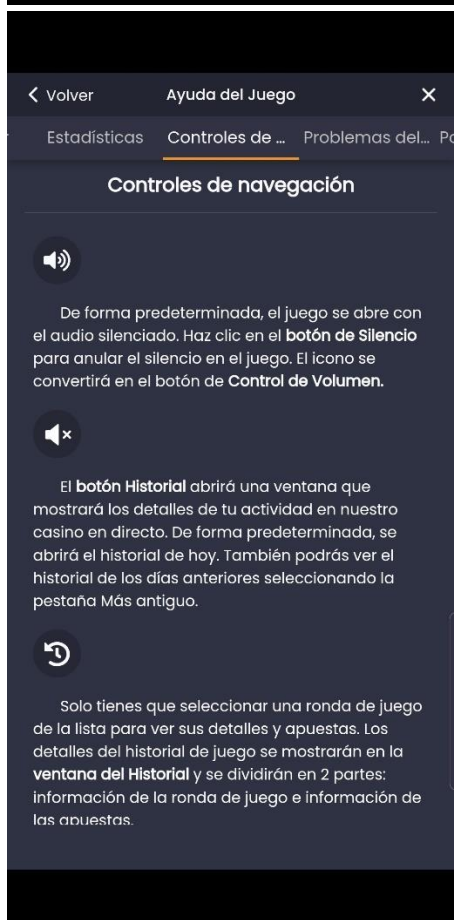 Volver Ayuda del Juego
Estadísticas Controles de ... Problemas del... Po
Controles de navegación
De forma predeterminada, el juego se abre con
el audio silenciado. Haz clic en el botón de Silencio
para anular el silencio en el juego. El icono se
convertirá en el botón de Control de Volumen.
El botón Historial abrirá una ventana que
mostrará los detalles de tu actividad en nuestro
casino en directo. De forma predeterminada, se
abrirá el historial de hoy. También podrás ver el
historial de los días anteriores seleccionando la
pestaña Más antiguo.
Solo tienes que seleccionar una ronda de juego
de la lista para ver sus detalles y apuestas. Los
detalles del historial de juego se mostrarán en la
ventana del Historial y se dividirán en 2 partes:
información de la ronda de juego e información de
las apuestas.